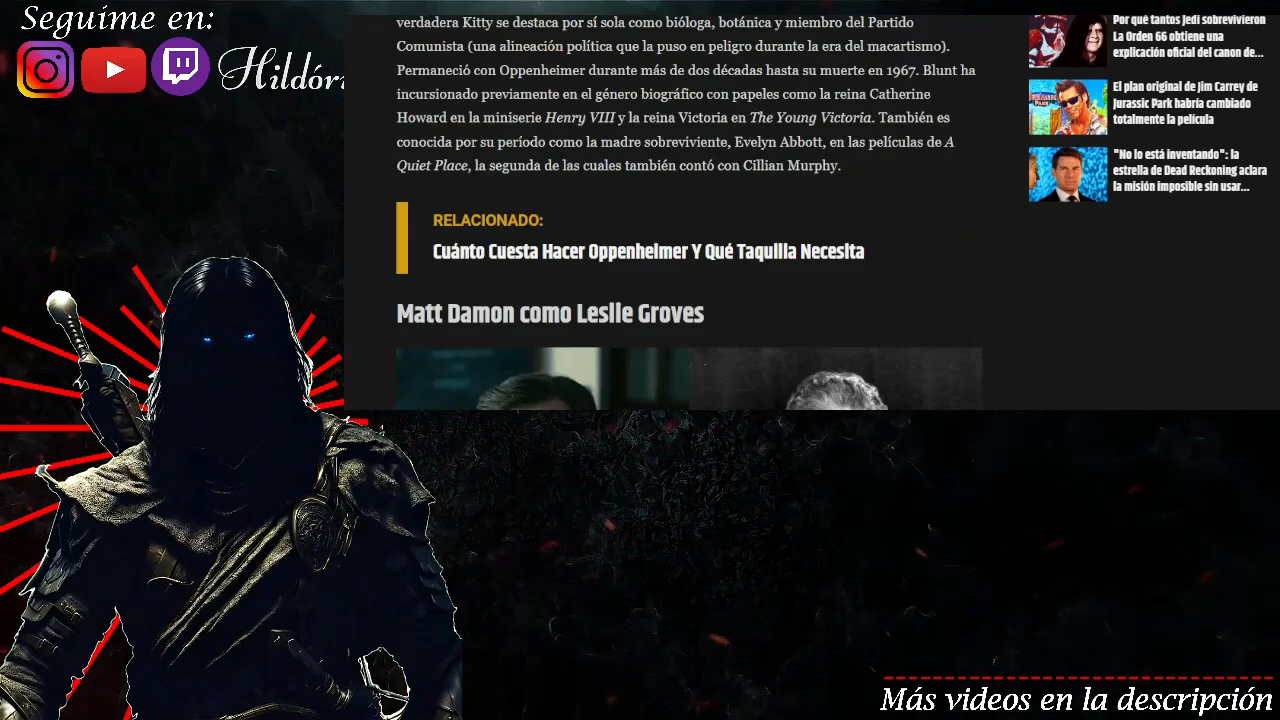 Seguíme en:
Hildóri
verdadera Kitty se destaca por sí sola como bióloga, botánica y miembro del Partido
Comunista (una alineación política que la puso en peligro durante la era del macartismo).
Permaneció con Oppenheimer durante más de dos décadas hasta su muerte en 1967. Blunt ha
incursionado previamente en el género biográfico con papeles como la reina Catherine
Howard en la miniserie Henry VIII y la reina Victoria en The Young Victoria. También es
conocida por su período como la madre sobreviviente, Evelyn Abbott, en las películas de A
Quiet Place, la segunda de las cuales también contó con Cillian Murphy.
RELACIONADO:
Cuánto Cuesta Hacer Oppenheimer Y Qué Taquilla Necesita
Matt Damon como Leslie Groves
Por qué tantos Jedi sobrevivieron
La Orden 66 obtiene una
explicación oficial del canon de...
El plan original de Jim Carrey de
Jurassic Park habría cambiado
totalmente la película
"No lo está inventando": la
estrella de Dead Reckoning aclara
la misión imposible sin usar...
Más videos en la descripción